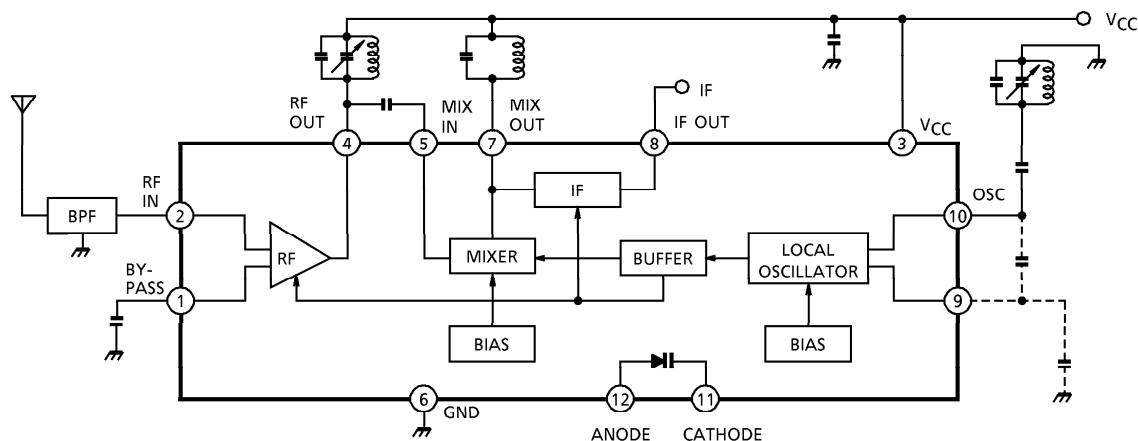 VCC
RF
OUT
MIX
IN
MIX
OUT
IF
IF OUT
VCC
4
5
7
8
3
RF
IN
OSC
BPF
2
IF
10
BY-
PASS
RF
MIXER
BUFFER
LOCAL
OSCILLATOR
1
9
BIAS
BIAS
6
GND
12
11
ANODE
CATHODE